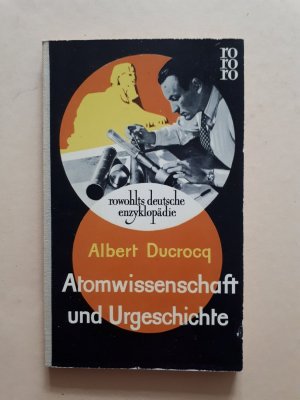 ro
ro
ro
rowohlts deutsche
enzyklopädie
Albert Ducrocq
Atomwissenschaft
und Urgeschichte